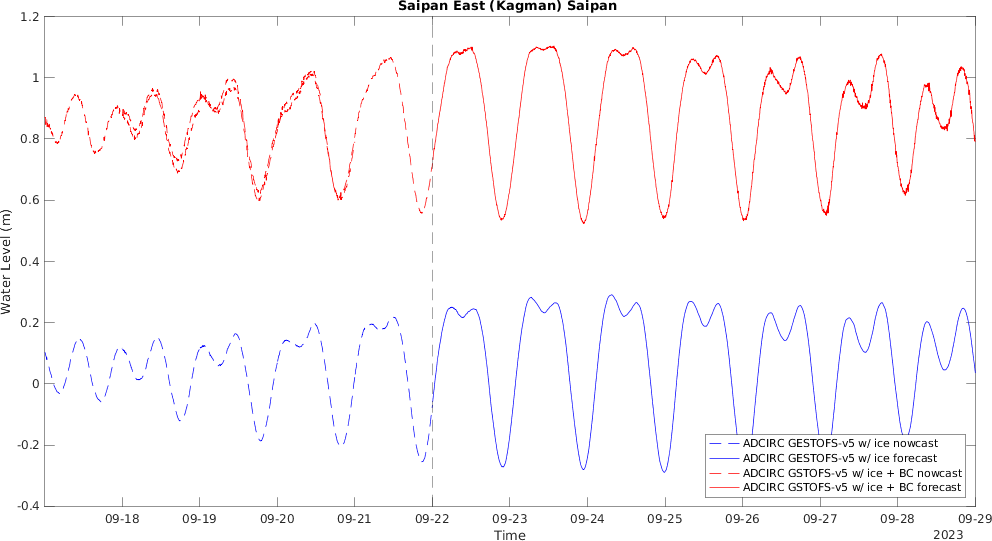 Saipan East (Kagman) Saipan
1.2
1
0.8
0.6
0.4
0.2
0
-0.2
-0.4
Water Level (m)
ADCIRC GESTOFS-v5 w/ ice nowcast
ADCIRC GESTOFS-v5 w/ ice forecast
ADCIRC GSTOFS-v5 w/ ice + BC nowcast
ADCIRC GSTOFS-v5 w/ ice + BC forecast
09-18 09-19 09-20 09-21 09-22 09-23 09-24 09-25 09-26 09-27 09-28 09-29
Time
2023